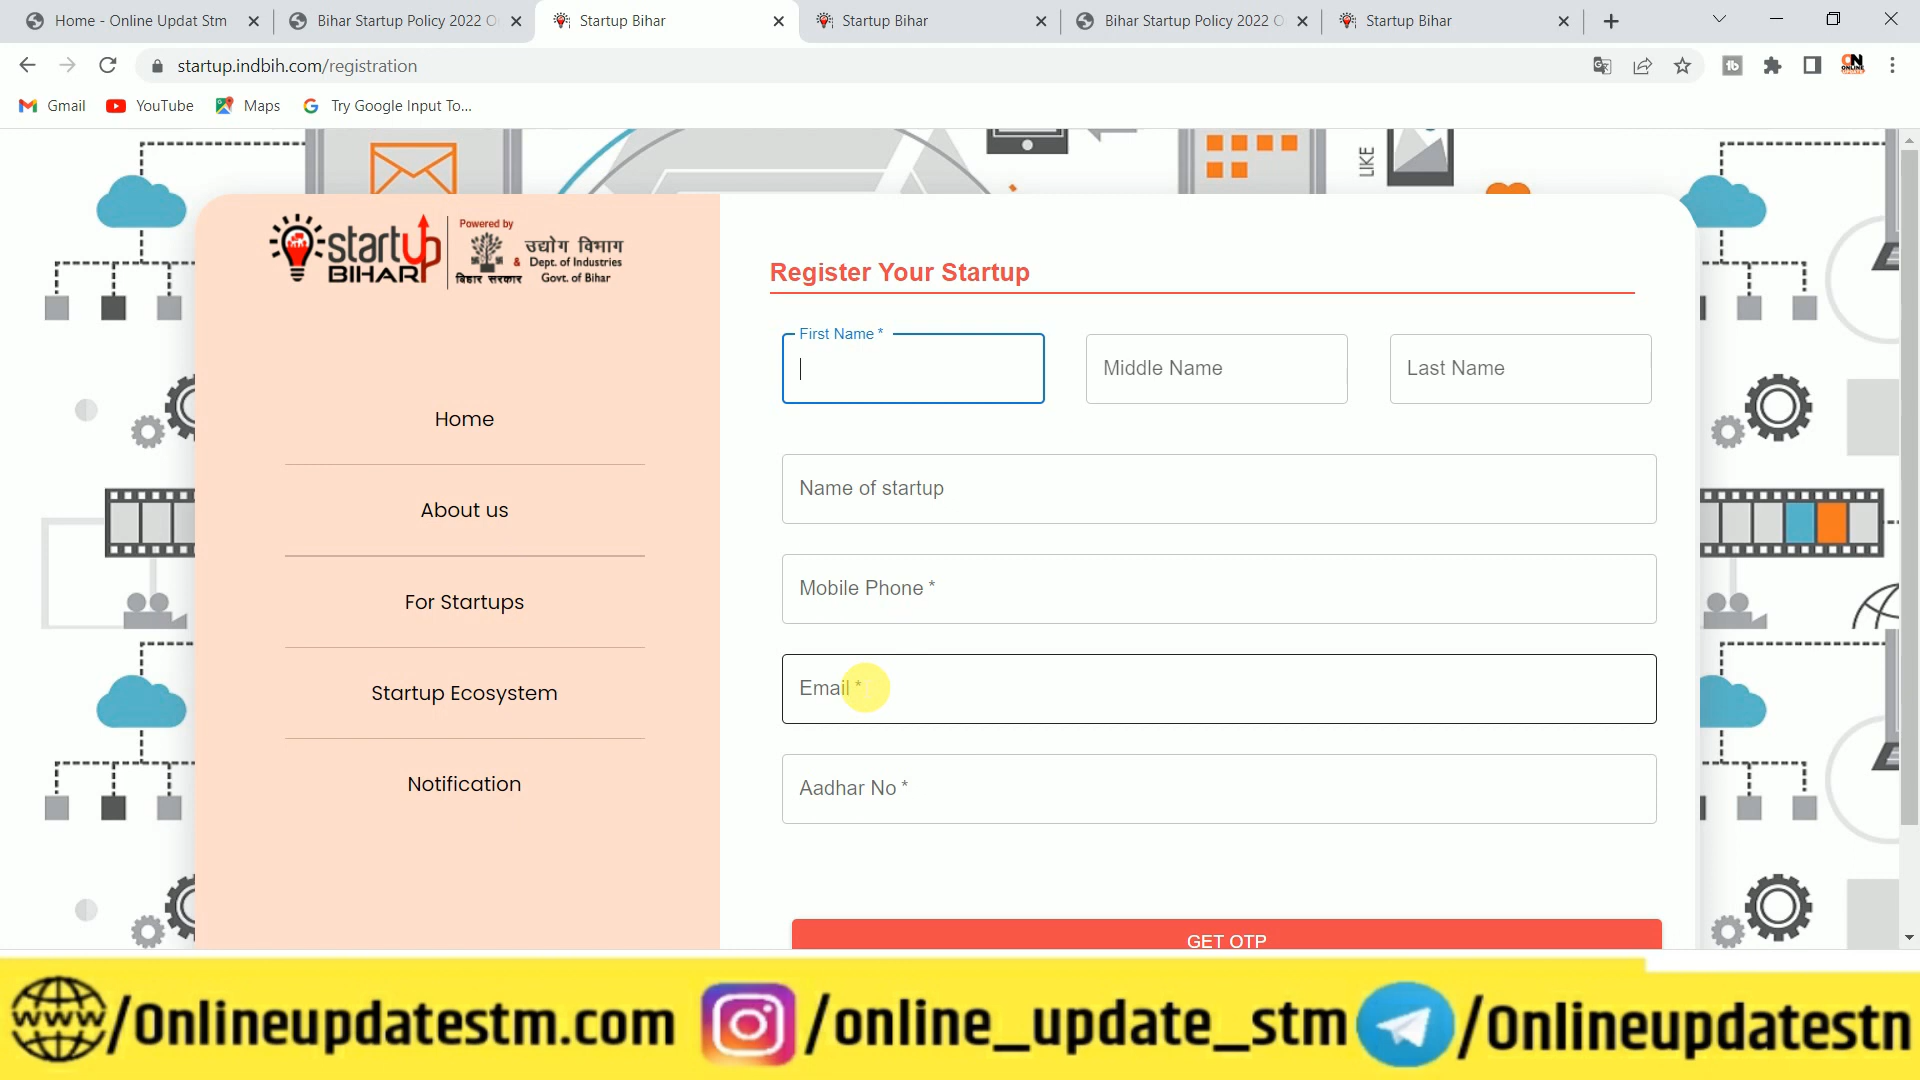 Home - Online Updat Stm
Bihar Startup Policy 2022 O
Startup Bihar
Startup Bihar
Bihar Startup Policy 2022 O
Startup Bihar
startup.indbih.com/registration
Gmail
YouTube
Maps
Try Google Input To...
LIKE
startup
BIHAR
Powered by
&
बिहार सरकार
उद्योग विभाग
Dept. of Industries
Govt. of Bihar
Home
About us
For Startups
Startup Ecosystem
Notification
Register Your Startup
First Name *
Middle Name
Last Name
Name of startup
Mobile Phone *
Email *
Aadhar No *
GET OTP
www/Onlineupdatestm.com
/online_update_stm
/Onlineupdatestn